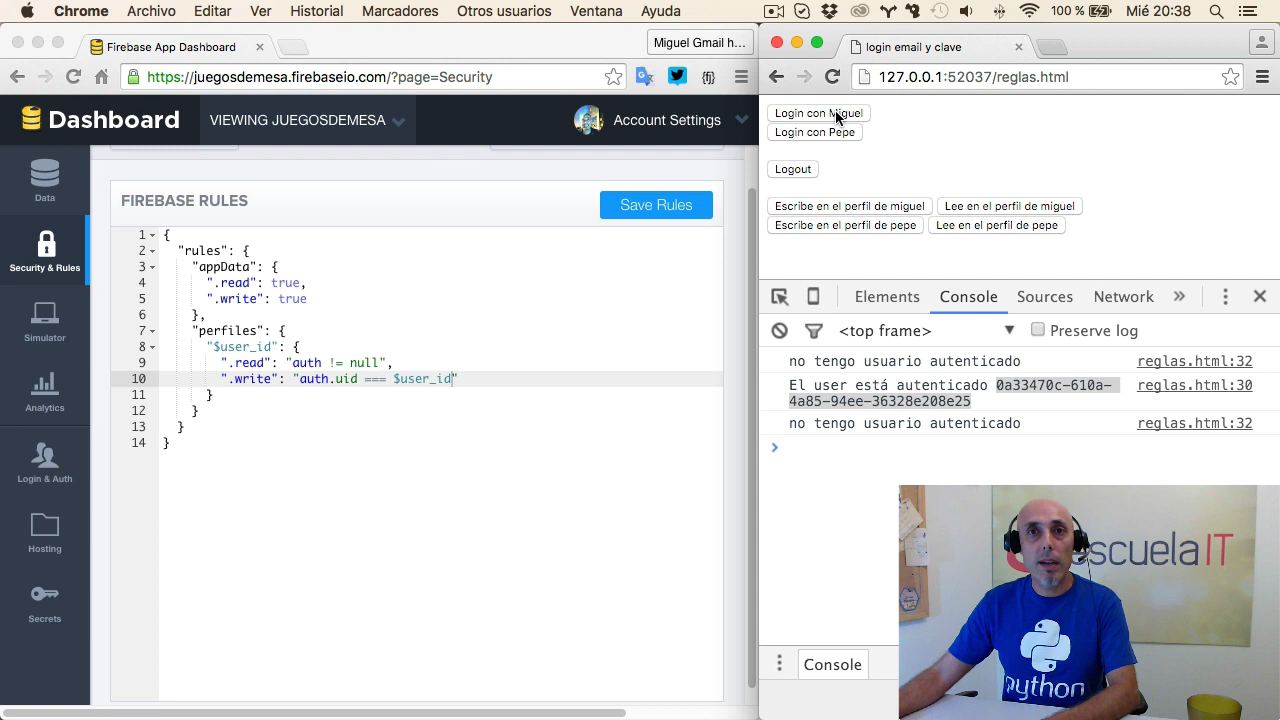 Chrome Archivo Editar Ver Historial Marcadores Otros usuarios Ventana Ayuda 100 % Mié 20:38
Firebase App Dashboard
Miguel Gmail h...
https://juegosdemesa.firebaseio.com/?page=Security
Dashboard
VIEWING JUEGOSDEMESA
Account Settings
Data
Security & Rules
Simulator
Analytics
Login & Auth
Hosting
Secrets
FIREBASE RULES
Save Rules
1 {
2 "rules": {
3 "appData": {
4 ".read": true,
5 ".write": true
6 },
7 "perfiles": {
8 "$user_id": {
9 ".read": "auth != null",
10 ".write": "auth.uid === $user_id"
11 }
12 }
13 }
14 }
login email y clave
127.0.0.1:52037/reglas.html
Login con Miguel
Login con Pepe
Logout
Escribe en el perfil de miguel Lee en el perfil de miguel
Escribe en el perfil de pepe Lee en el perfil de pepe
Elements Console Sources Network
<top frame> Preserve log
no tengo usuario autenticado reglas.html:32
El user está autenticado 0a33470c-610a- reglas.html:30
4a85-94ee-36328e208e25
no tengo usuario autenticado reglas.html:32
Console
escuelaIT
python